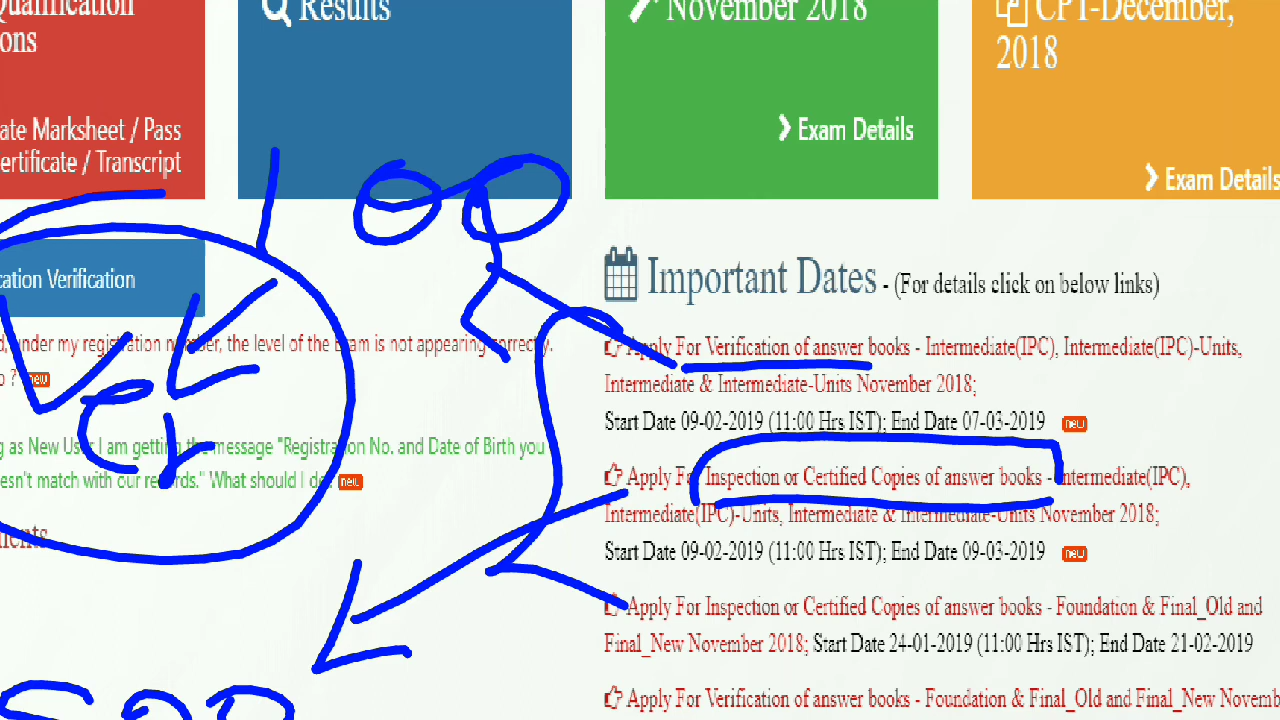 Qualification
ons
ate Marksheet / Pass
ertificate / Transcript
Results
November 2018
Exam Details
CPT-December,
2018
Exam Details
cation Verification
under my registration number, the level of the Exam is not appearing correctly.
o ? new
g as New User I am getting the message "Registration No. and Date of Birth you
esn't match with our records." What should I do new
ments
Important Dates - (For details click on below links)
Apply For Verification of answer books - Intermediate(IPC), Intermediate(IPC)-Units,
Intermediate & Intermediate-Units November 2018;
Start Date 09-02-2019 (11:00 Hrs IST); End Date 07-03-2019 new
Apply For Inspection or Certified Copies of answer books - Intermediate(IPC),
Intermediate(IPC)-Units, Intermediate & Intermediate-Units November 2018;
Start Date 09-02-2019 (11:00 Hrs IST); End Date 09-03-2019 new
Apply For Inspection or Certified Copies of answer books - Foundation & Final_Old and
Final_New November 2018; Start Date 24-01-2019 (11:00 Hrs IST); End Date 21-02-2019
Apply For Verification of answer books - Foundation & Final_Old and Final_New Novemb